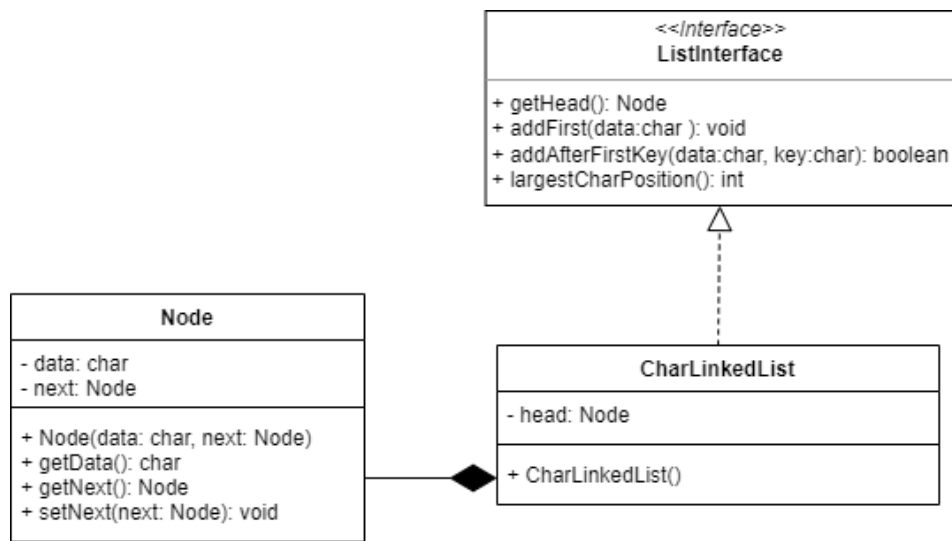 <<Interface>>
ListInterface
+ getHead(): Node
+ addFirst(data:char ): void
+ addAfterFirstKey(data:char, key:char): boolean
+ largestCharPosition(): int
Node
- data: char
- next: Node
+ Node(data: char, next: Node)
+ getData(): char
+ getNext(): Node
+ setNext(next: Node): void
CharLinkedList
- head: Node
+ CharLinkedList()